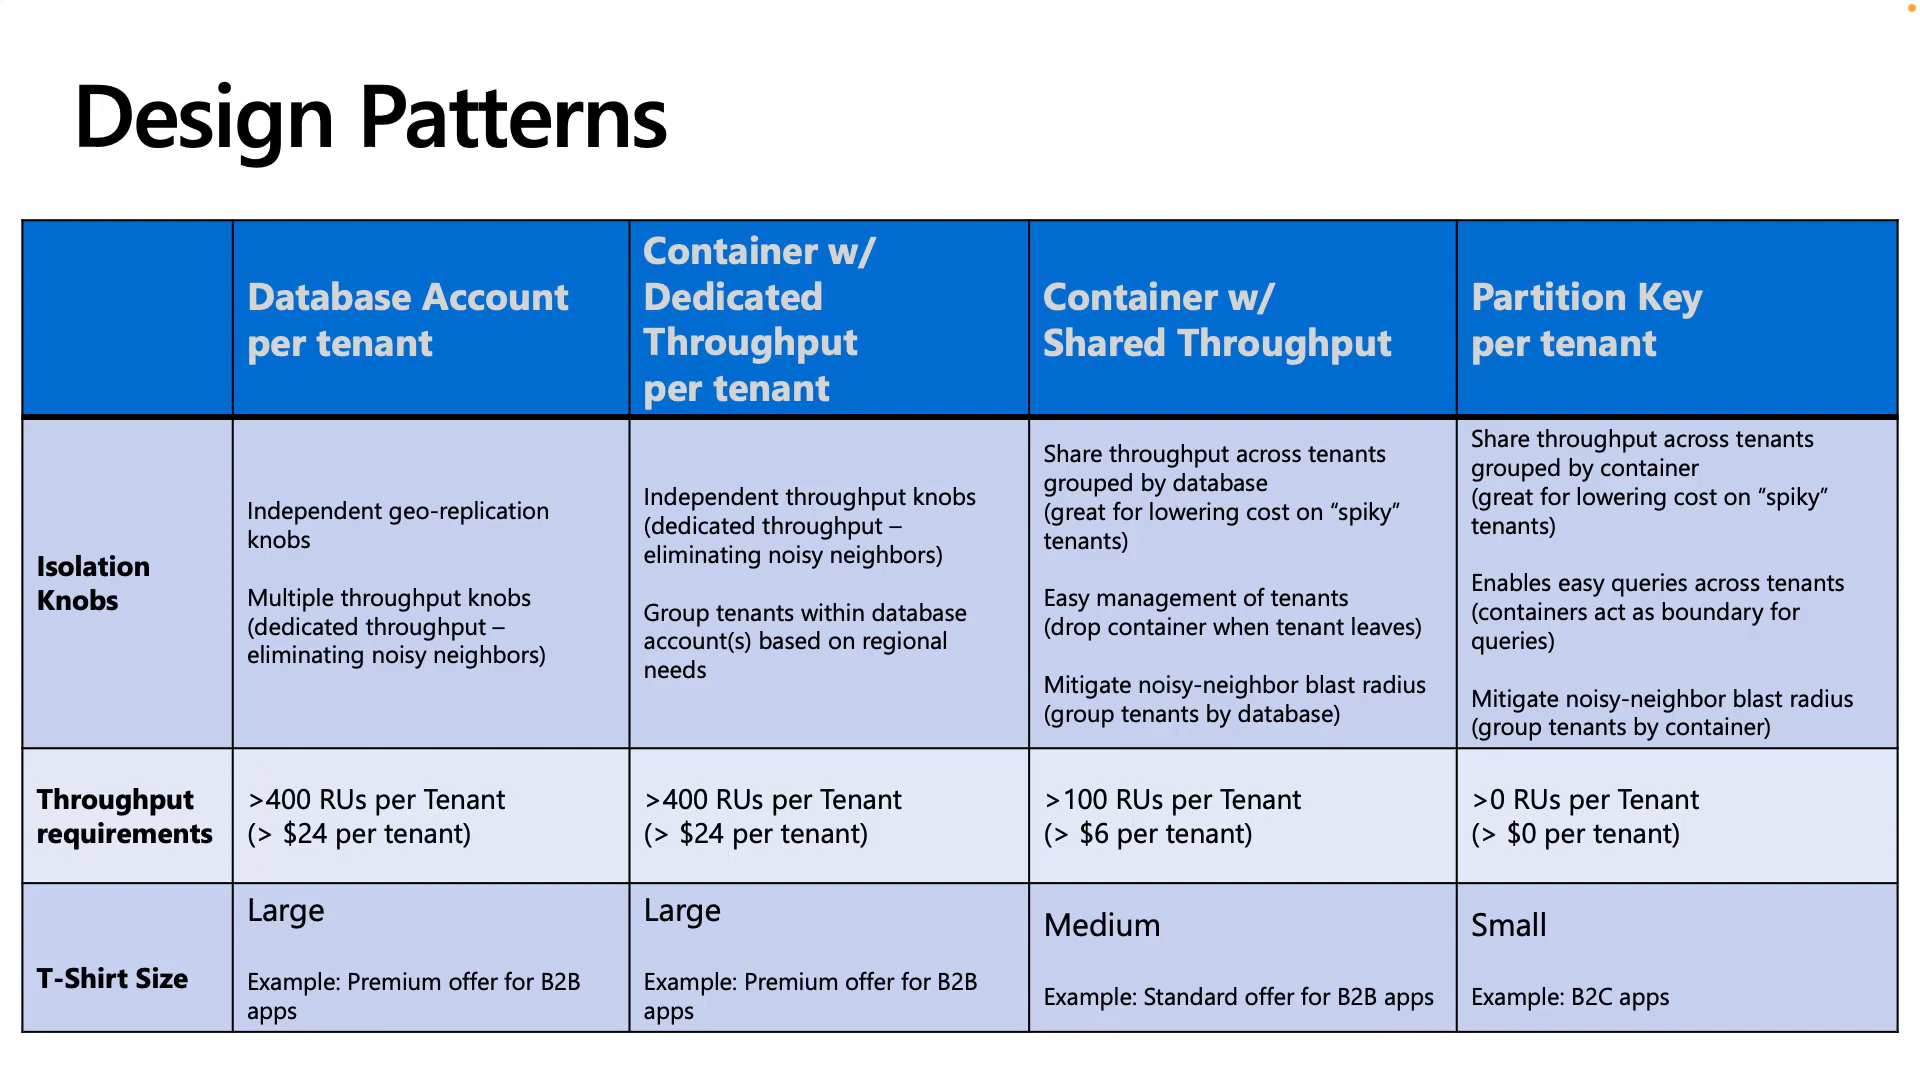 Design Patterns
Database Account
per tenant
Container w/
Dedicated
Throughput
per tenant
Container w/
Shared Throughput
Partition Key
per tenant
Isolation
Knobs
Independent geo-replication
knobs
Multiple throughput knobs
(dedicated throughput –
eliminating noisy neighbors)
Independent throughput knobs
(dedicated throughput –
eliminating noisy neighbors)
Group tenants within database
account(s) based on regional
needs
Share throughput across tenants
grouped by database
(great for lowering cost on “spiky”
tenants)
Easy management of tenants
(drop container when tenant leaves)
Mitigate noisy-neighbor blast radius
(group tenants by database)
Share throughput across tenants
grouped by container
(great for lowering cost on “spiky”
tenants)
Enables easy queries across tenants
(containers act as boundary for
queries)
Mitigate noisy-neighbor blast radius
(group tenants by container)
Throughput
requirements
>400 RUs per Tenant
(> $24 per tenant)
>400 RUs per Tenant
(> $24 per tenant)
>100 RUs per Tenant
(> $6 per tenant)
>0 RUs per Tenant
(> $0 per tenant)
T-Shirt Size
Large
Example: Premium offer for B2B
apps
Large
Example: Premium offer for B2B
apps
Medium
Example: Standard offer for B2B apps
Small
Example: B2C apps